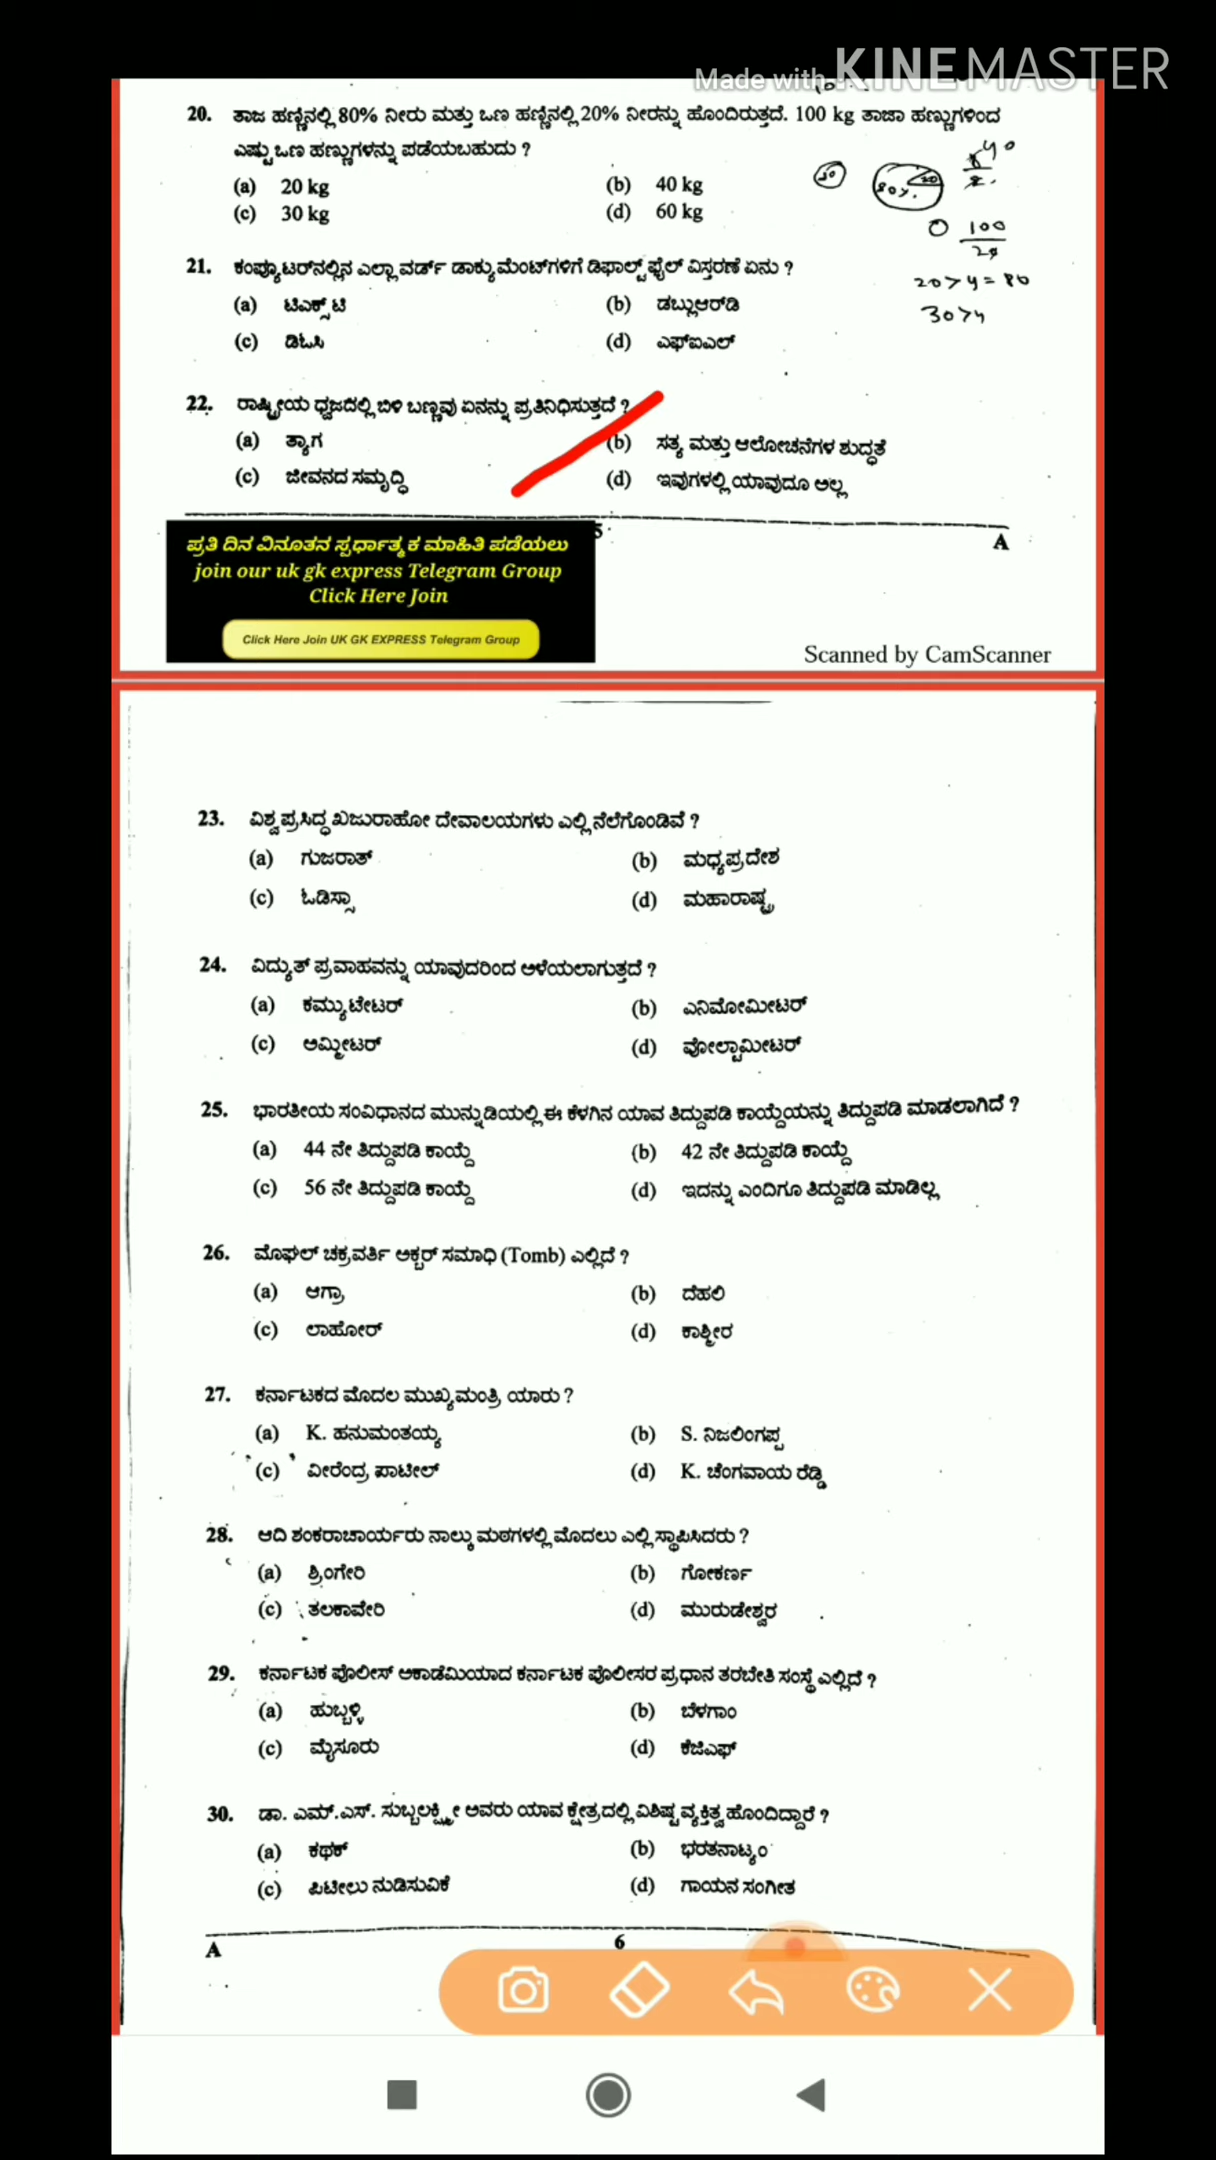 Made with KINEMASTER
20. ತಾಜ ಹಣ್ಣಿನಲ್ಲಿ 80% ನೀರು ಮತ್ತು ಒಣ ಹಣ್ಣಿನಲ್ಲಿ 20% ನೀರನ್ನು ಹೊಂದಿರುತ್ತದೆ. 100 kg ತಾಜಾ ಹಣ್ಣುಗಳಿಂದ
ಎಷ್ಟು ಒಣ ಹಣ್ಣುಗಳನ್ನು ಪಡೆಯಬಹುದು ?
(a) 20 kg (b) 40 kg
(c) 30 kg (d) 60 kg
100
20>4=80
30>4
21. ಕಂಪ್ಯೂಟರ್‌ನಲ್ಲಿನ ಎಲ್ಲಾ ವರ್ಡ್ ಡಾಕ್ಯುಮೆಂಟ್‌ಗಳಿಗೆ ಡಿಫಾಲ್ಟ್ ಫೈಲ್ ವಿಸ್ತರಣೆ ಏನು ?
(a) ಟಿಎಕ್ಸ್‌ಟಿ (b) ಡಬ್ಲುಆರ್‌ಡಿ
(c) ಡಿಓಸಿ (d) ಎಫ್ಐಎಲ್
22. ರಾಷ್ಟ್ರೀಯ ಧ್ವಜದಲ್ಲಿ ಬಿಳಿ ಬಣ್ಣವು ಏನನ್ನು ಪ್ರತಿನಿಧಿಸುತ್ತದೆ ?
(a) ತ್ಯಾಗ (b) ಸತ್ಯ ಮತ್ತು ಆಲೋಚನೆಗಳ ಶುದ್ಧತೆ
(c) ಜೀವನದ ಸಮೃದ್ಧಿ (d) ಇವುಗಳಲ್ಲಿ ಯಾವುದೂ ಅಲ್ಲ
5 A
ಪ್ರತಿ ದಿನ ವಿನೂತನ ಸ್ಪರ್ಧಾತ್ಮಕ ಮಾಹಿತಿ ಪಡೆಯಲು
join our uk gk express Telegram Group
Click Here Join
Click Here Join UK GK EXPRESS Telegram Group
Scanned by CamScanner
23. ವಿಶ್ವ ಪ್ರಸಿದ್ಧ ಖಜುರಾಹೋ ದೇವಾಲಯಗಳು ಎಲ್ಲಿ ನೆಲೆಗೊಂಡಿವೆ ?
(a) ಗುಜರಾತ್ (b) ಮಧ್ಯಪ್ರದೇಶ
(c) ಓಡಿಸ್ಸಾ (d) ಮಹಾರಾಷ್ಟ್ರ
24. ವಿದ್ಯುತ್ ಪ್ರವಾಹವನ್ನು ಯಾವುದರಿಂದ ಅಳೆಯಲಾಗುತ್ತದೆ ?
(a) ಕಮ್ಯುಟೇಟರ್ (b) ಎನಿಮೋಮೀಟರ್
(c) ಅಮ್ಮೀಟರ್ (d) ವೋಲ್ಟಾಮೀಟರ್
25. ಭಾರತೀಯ ಸಂವಿಧಾನದ ಮುನ್ನುಡಿಯಲ್ಲಿ ಈ ಕೆಳಗಿನ ಯಾವ ತಿದ್ದುಪಡಿ ಕಾಯ್ದೆಯನ್ನು ತಿದ್ದುಪಡಿ ಮಾಡಲಾಗಿದೆ ?
(a) 44 ನೇ ತಿದ್ದುಪಡಿ ಕಾಯ್ದೆ (b) 42 ನೇ ತಿದ್ದುಪಡಿ ಕಾಯ್ದೆ
(c) 56 ನೇ ತಿದ್ದುಪಡಿ ಕಾಯ್ದೆ (d) ಇದನ್ನು ಎಂದಿಗೂ ತಿದ್ದುಪಡಿ ಮಾಡಿಲ್ಲ
26. ಮೊಘಲ್ ಚಕ್ರವರ್ತಿ ಅಕ್ಬರ್ ಸಮಾಧಿ (Tomb) ಎಲ್ಲಿದೆ ?
(a) ಆಗ್ರಾ (b) ದೆಹಲಿ
(c) ಲಾಹೋರ್ (d) ಕಾಶ್ಮೀರ
27. ಕರ್ನಾಟಕದ ಮೊದಲ ಮುಖ್ಯಮಂತ್ರಿ ಯಾರು ?
(a) K. ಹನುಮಂತಯ್ಯ (b) S. ನಿಜಲಿಂಗಪ್ಪ
(c) ವೀರೇಂದ್ರ ಪಾಟೀಲ್ (d) K. ಚೆಂಗವಾಯ ರೆಡ್ಡಿ
28. ಆದಿ ಶಂಕರಾಚಾರ್ಯರು ನಾಲ್ಕು ಮಠಗಳಲ್ಲಿ ಮೊದಲು ಎಲ್ಲಿ ಸ್ಥಾಪಿಸಿದರು ?
(a) ಶ್ರಿಂಗೇರಿ (b) ಗೋಕರ್ಣ
(c) ತಲಕಾವೇರಿ (d) ಮುರುಡೇಶ್ವರ
29. ಕರ್ನಾಟಕ ಪೊಲೀಸ್ ಅಕಾಡೆಮಿಯಾದ ಕರ್ನಾಟಕ ಪೊಲೀಸರ ಪ್ರಧಾನ ತರಬೇತಿ ಸಂಸ್ಥೆ ಎಲ್ಲಿದೆ ?
(a) ಹುಬ್ಬಳ್ಳಿ (b) ಬೆಳಗಾಂ
(c) ಮೈಸೂರು (d) ಕೆಜಿಎಫ್
30. ಡಾ. ಎಮ್.ಎಸ್. ಸುಬ್ಬಲಕ್ಷ್ಮೀ ಅವರು ಯಾವ ಕ್ಷೇತ್ರದಲ್ಲಿ ವಿಶಿಷ್ಟ ವ್ಯಕ್ತಿತ್ವ ಹೊಂದಿದ್ದಾರೆ ?
(a) ಕಥಕ್ (b) ಭರತನಾಟ್ಯಂ
(c) ಪಿಟೀಲು ನುಡಿಸುವಿಕೆ (d) ಗಾಯನ ಸಂಗೀತ
A 6